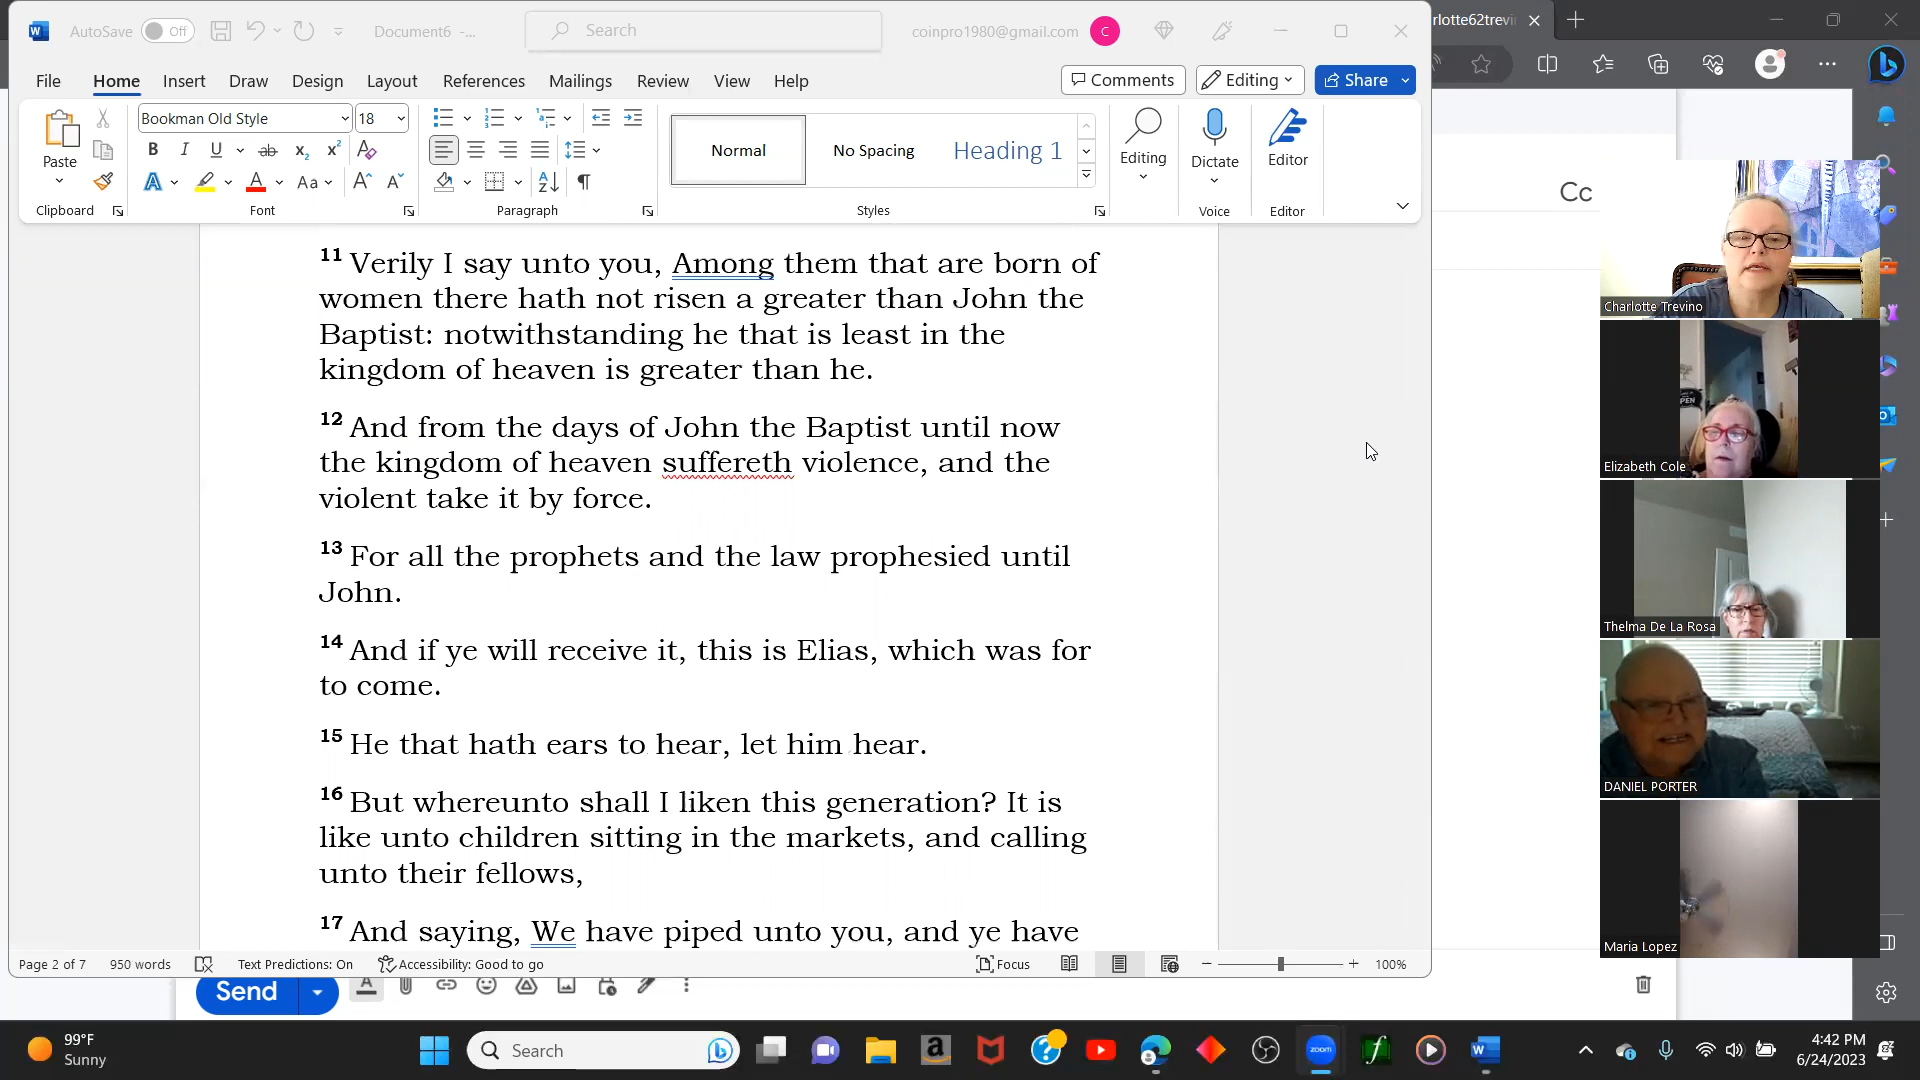 AutoSave Off Document6 -... Search coinpro1980@gmail.com C
File Home Insert Draw Design Layout References Mailings Review View Help Comments Editing Share
Paste
Clipboard
Bookman Old Style 18
Font
Paragraph
Normal No Spacing Heading 1
Styles
Editing
Dictate
Voice
Editor
Editor
11 Verily I say unto you, Among them that are born of
women there hath not risen a greater than John the
Baptist: notwithstanding he that is least in the
kingdom of heaven is greater than he.
12 And from the days of John the Baptist until now
the kingdom of heaven suffereth violence, and the
violent take it by force.
13 For all the prophets and the law prophesied until
John.
14 And if ye will receive it, this is Elias, which was for
to come.
15 He that hath ears to hear, let him hear.
16 But whereunto shall I liken this generation? It is
like unto children sitting in the markets, and calling
unto their fellows,
17 And saying, We have piped unto you, and ye have
Page 2 of 7 950 words Text Predictions: On Accessibility: Good to go Focus 100%
Cc
Charlotte Trevino
OPEN
Elizabeth Cole
Thelma De La Rosa
DANIEL PORTER
Maria Lopez
Send
99°F
Sunny
Search
zoom
4:42 PM
6/24/2023